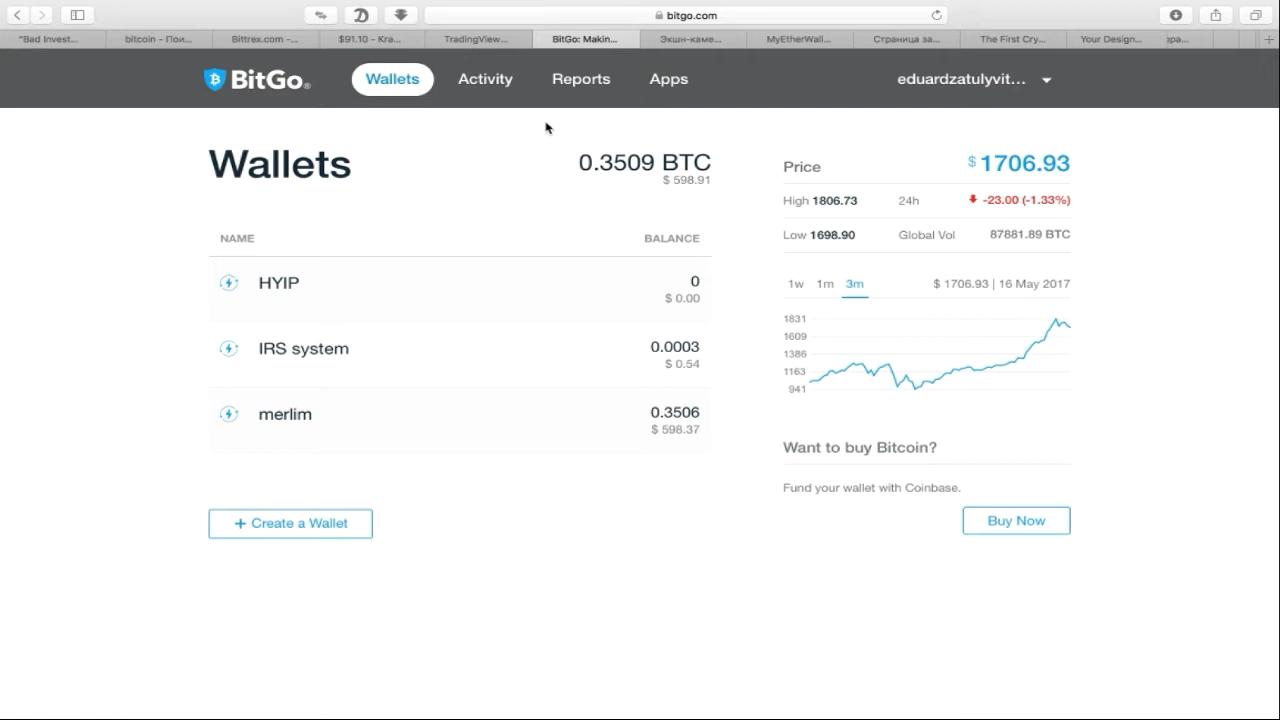 bitgo.com
"Bad Invest...
bitcoin - Пои...
Bittrex.com -...
$91.10 - Kra...
TradingView...
BitGo: Makin...
Экшн-каме...
MyEtherWall...
Страница за...
The First Cry...
Your Design...
ра...
BitGo®
Wallets
Activity
Reports
Apps
eduardzatulyvit...
Wallets
0.3509 BTC
$ 598.91
NAME
BALANCE
HYIP
0
$ 0.00
IRS system
0.0003
$ 0.54
merlim
0.3506
$ 598.37
+ Create a Wallet
Price
$ 1706.93
High 1806.73
24h
-23.00 (-1.33%)
Low 1698.90
Global Vol
87881.89 BTC
1w 1m 3m
$ 1706.93 | 16 May 2017
1831
1609
1386
1163
941
Want to buy Bitcoin?
Fund your wallet with Coinbase.
Buy Now